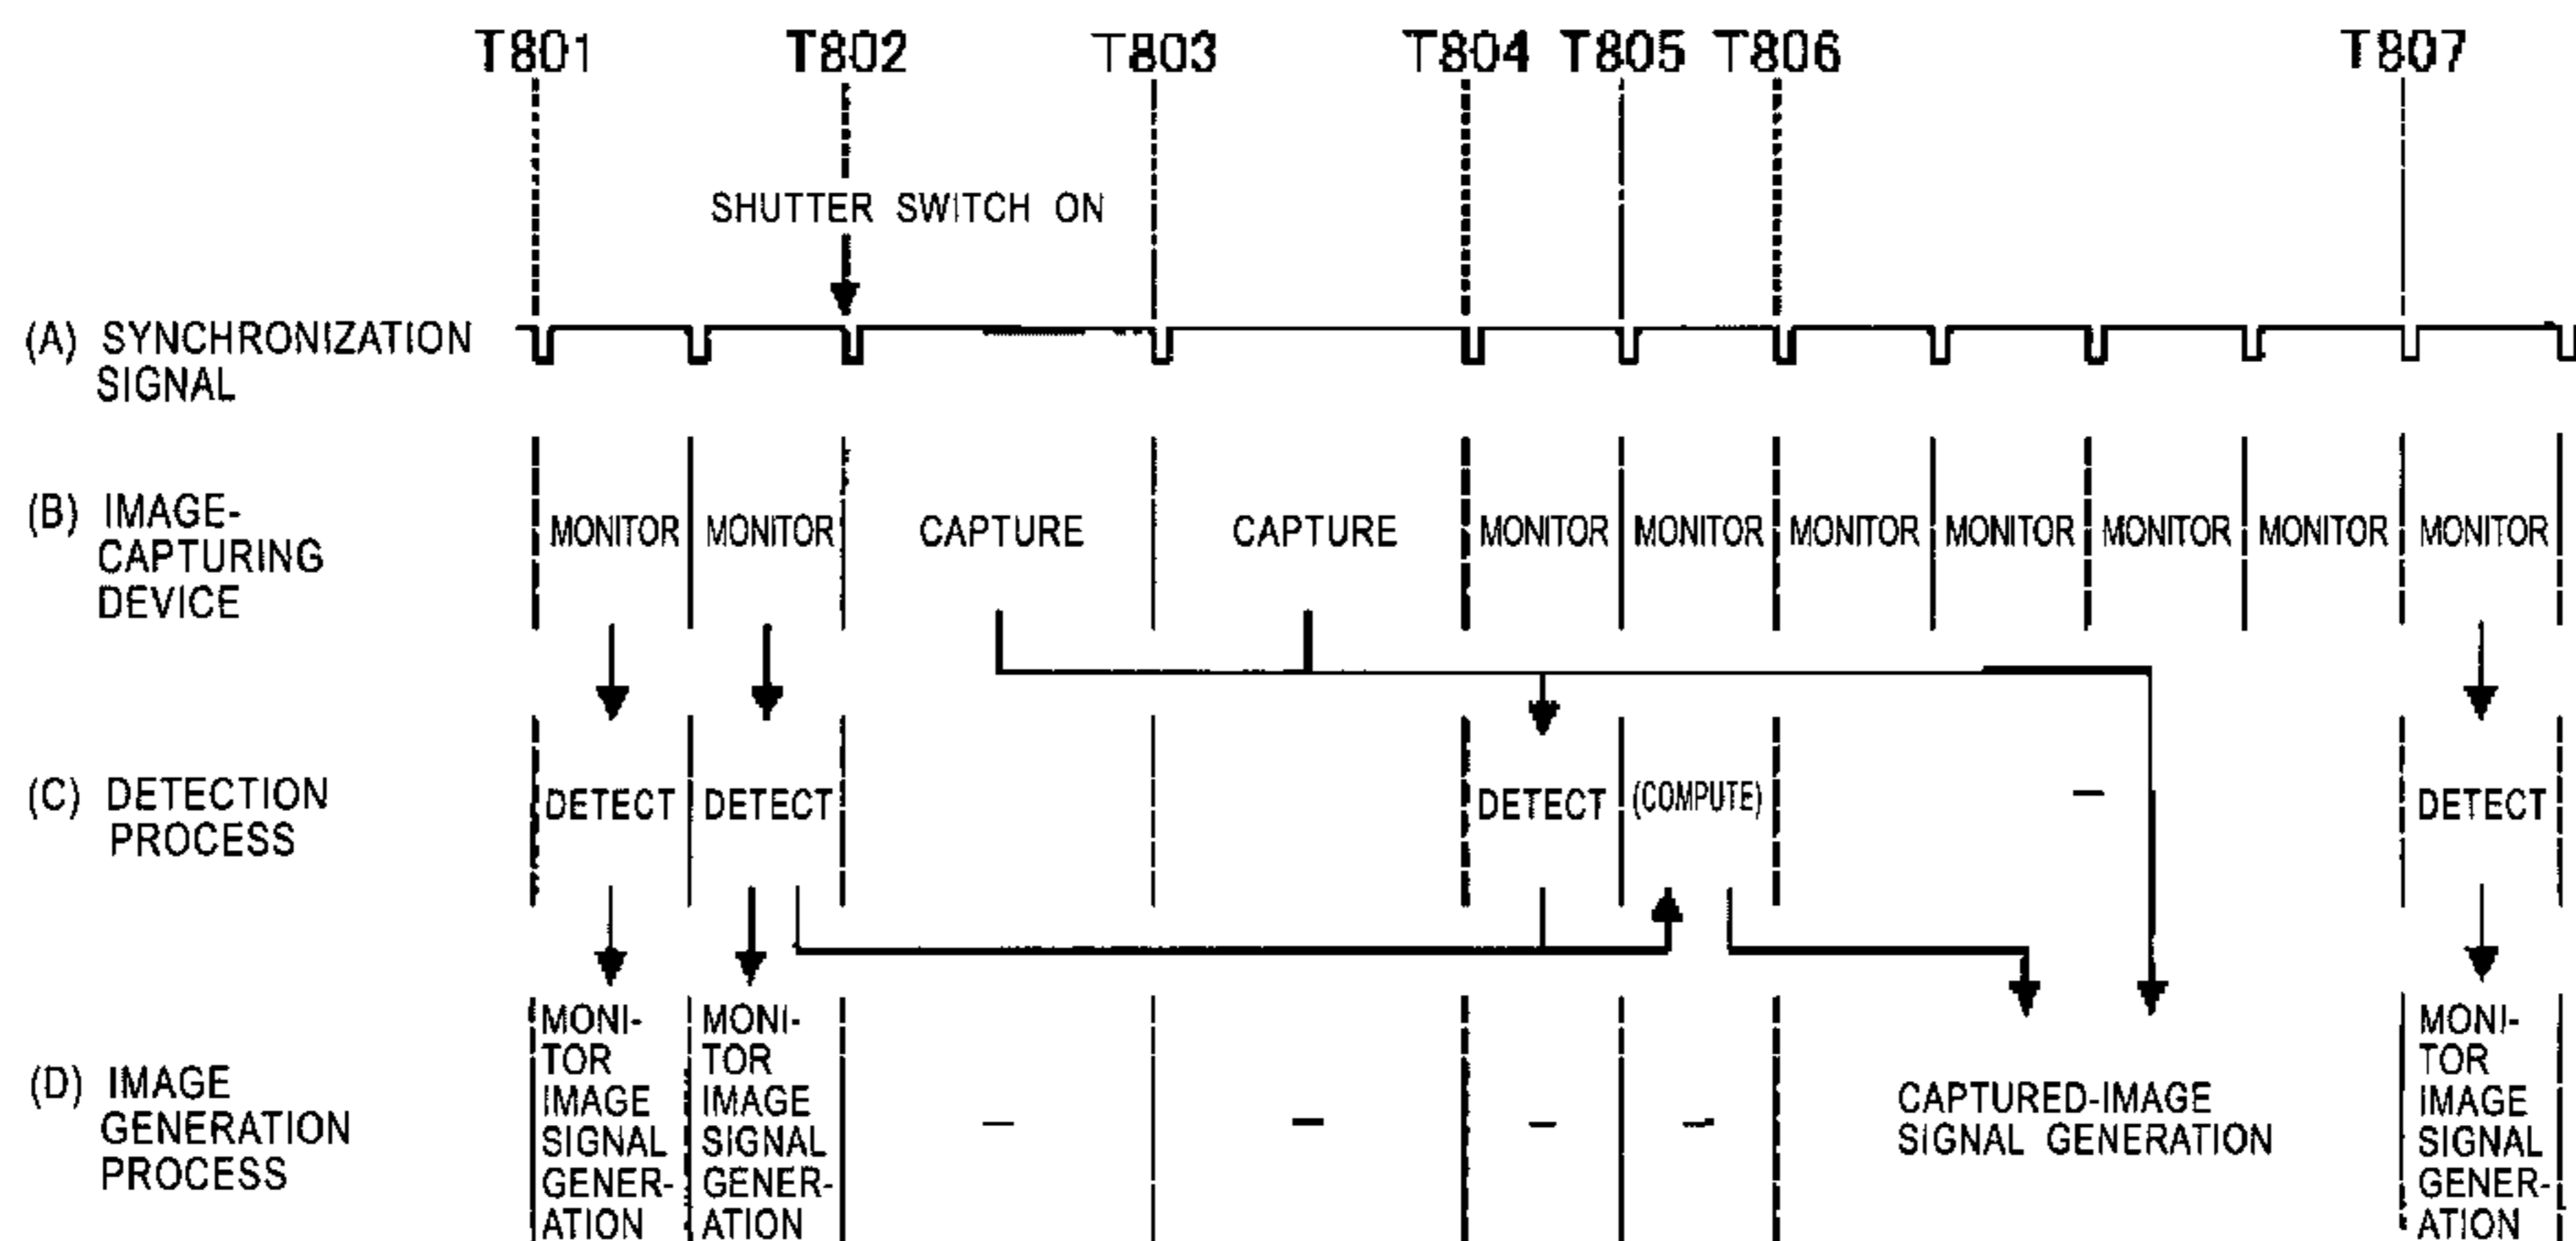 T801 T802 T803 T804 T805 T806 T807
SHUTTER SWITCH ON
(A) SYNCHRONIZATION
SIGNAL
(B) IMAGE-
CAPTURING
DEVICE
MONITOR MONITOR CAPTURE CAPTURE MONITOR MONITOR MONITOR MONITOR MONITOR MONITOR MONITOR
(C) DETECTION
PROCESS
DETECT DETECT DETECT (COMPUTE) – DETECT
(D) IMAGE
GENERATION
PROCESS
MONI-
TOR
IMAGE
SIGNAL
GENER-
ATION
MONI-
TOR
IMAGE
SIGNAL
GENER-
ATION
– – – –
CAPTURED-IMAGE
SIGNAL GENERATION
MONI-
TOR
IMAGE
SIGNAL
GENER-
ATION